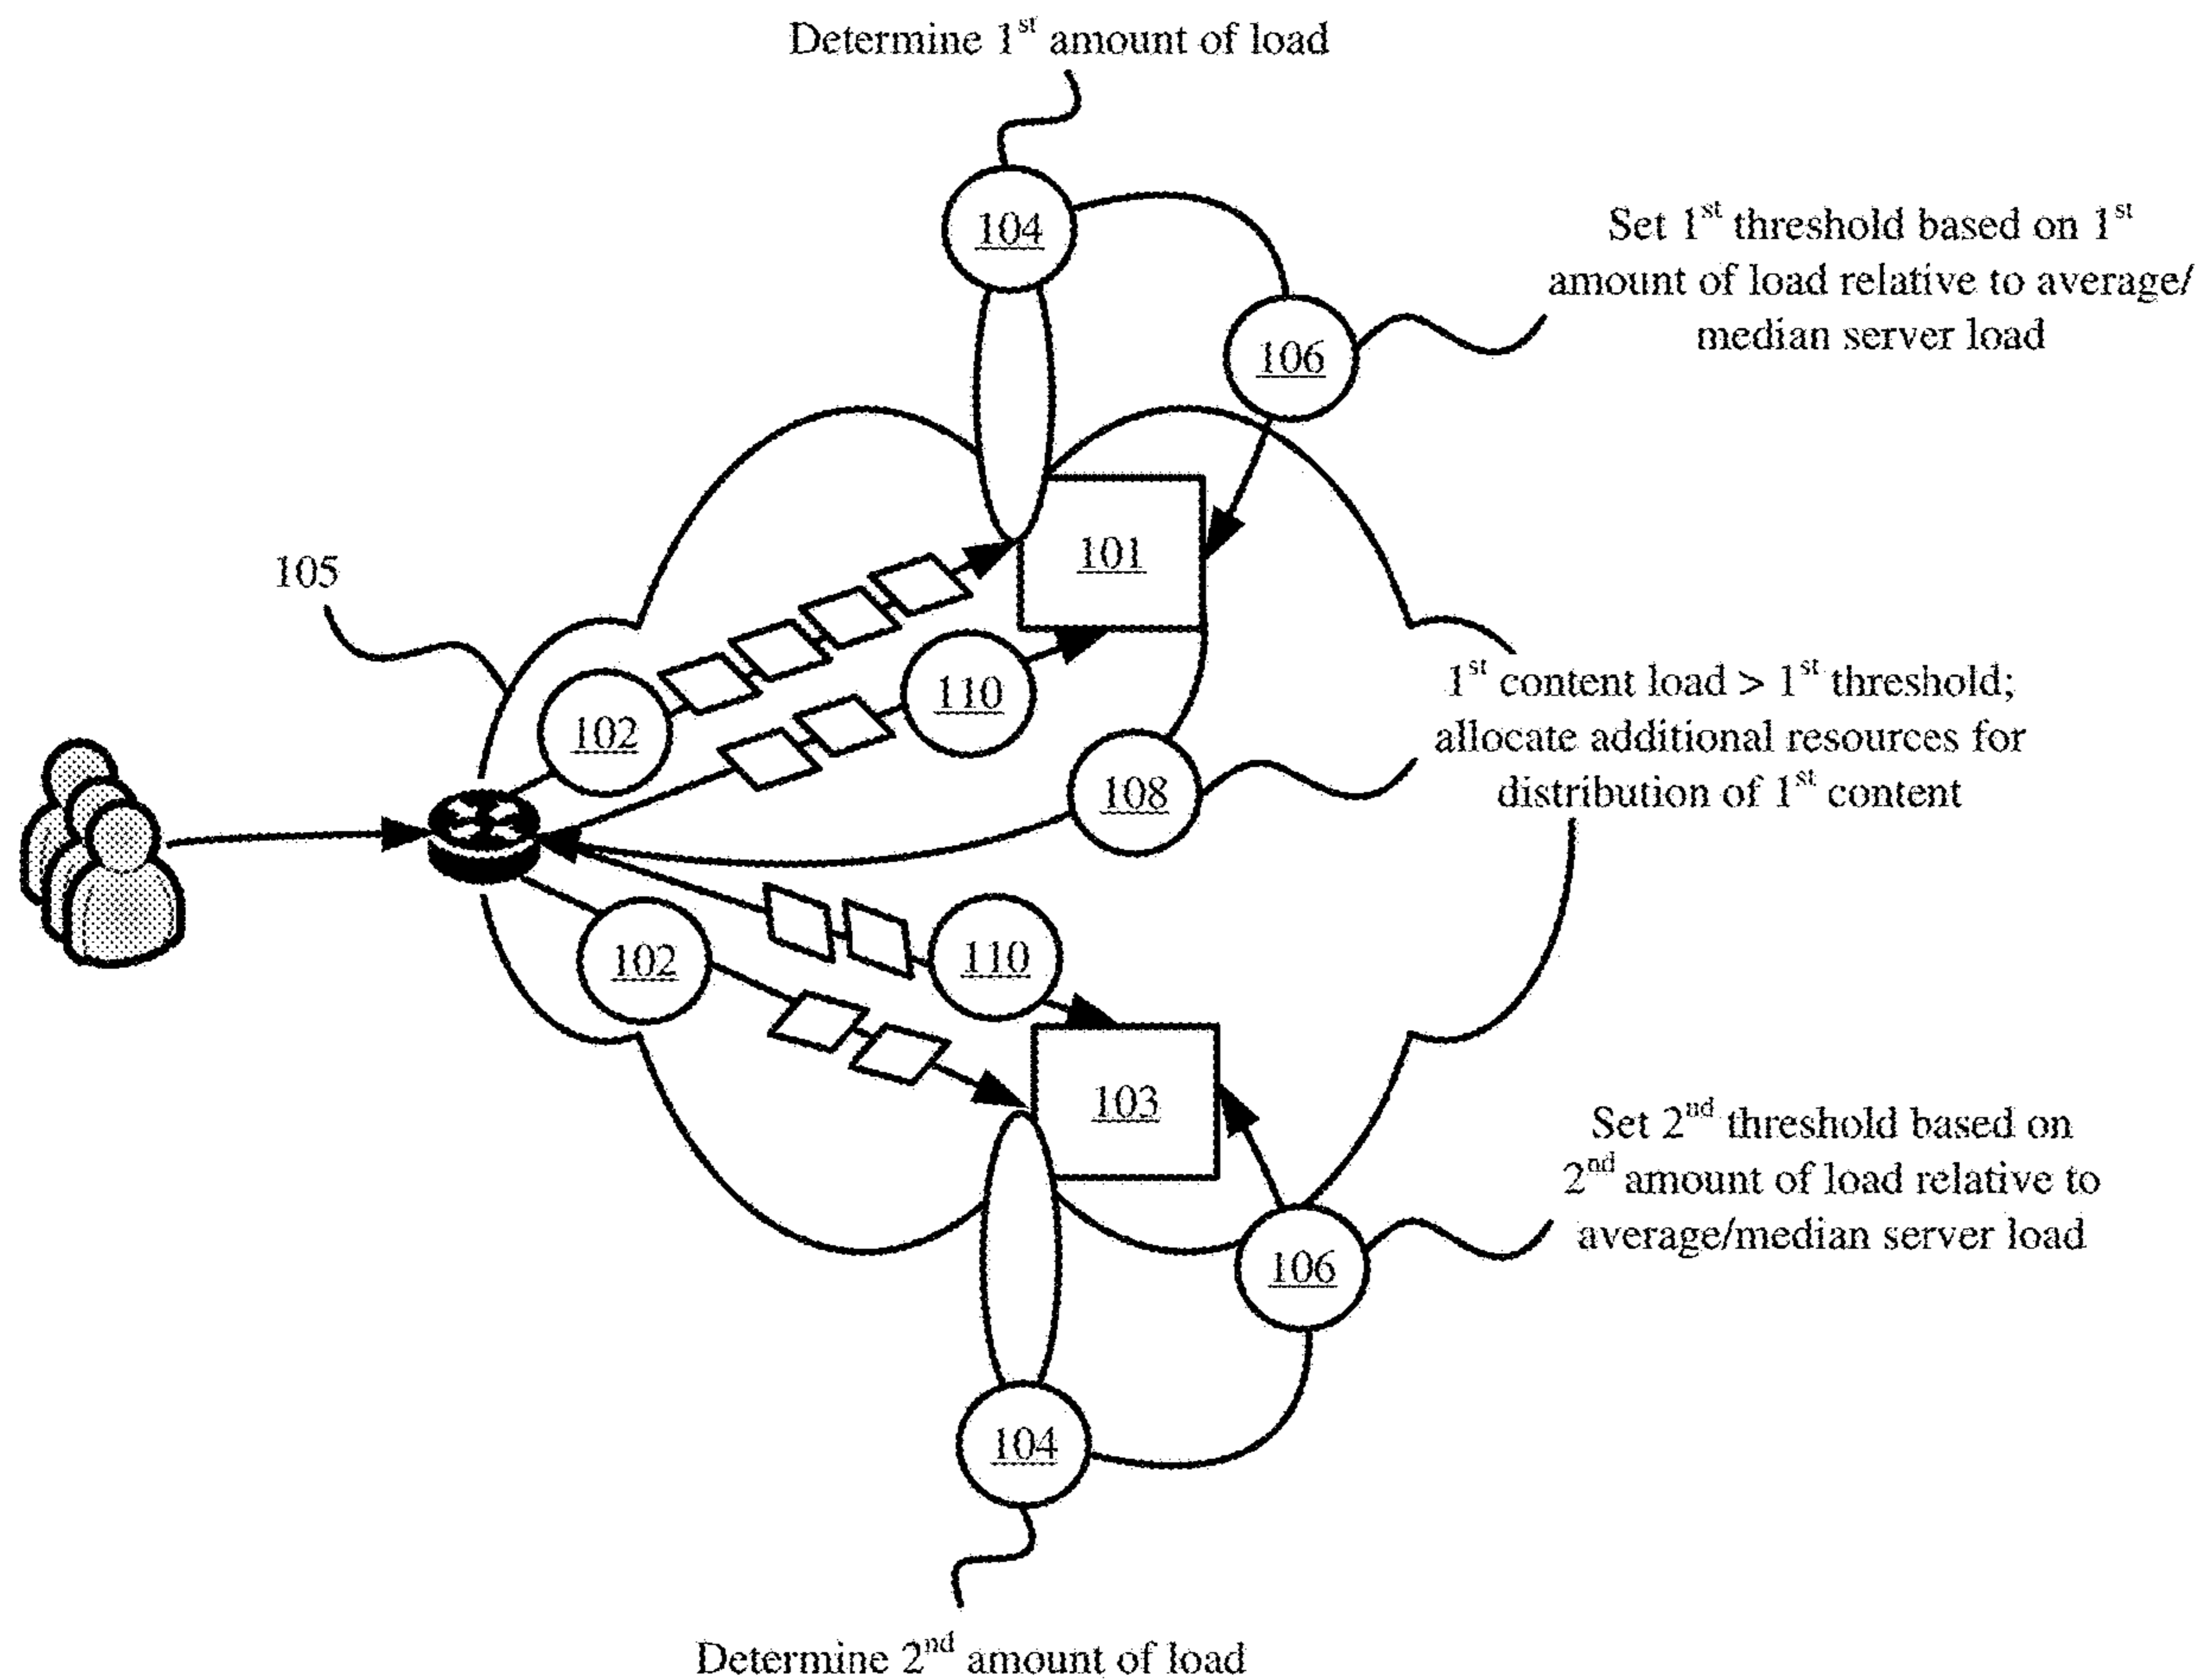 Determine 1st amount of load
104
Set 1st threshold based on 1st
amount of load relative to average/
median server load
106
101
105
1st content load > 1st threshold;
allocate additional resources for
distribution of 1st content
110
102
108
102
110
103
Set 2nd threshold based on
2nd amount of load relative to
average/median server load
106
104
Determine 2nd amount of load